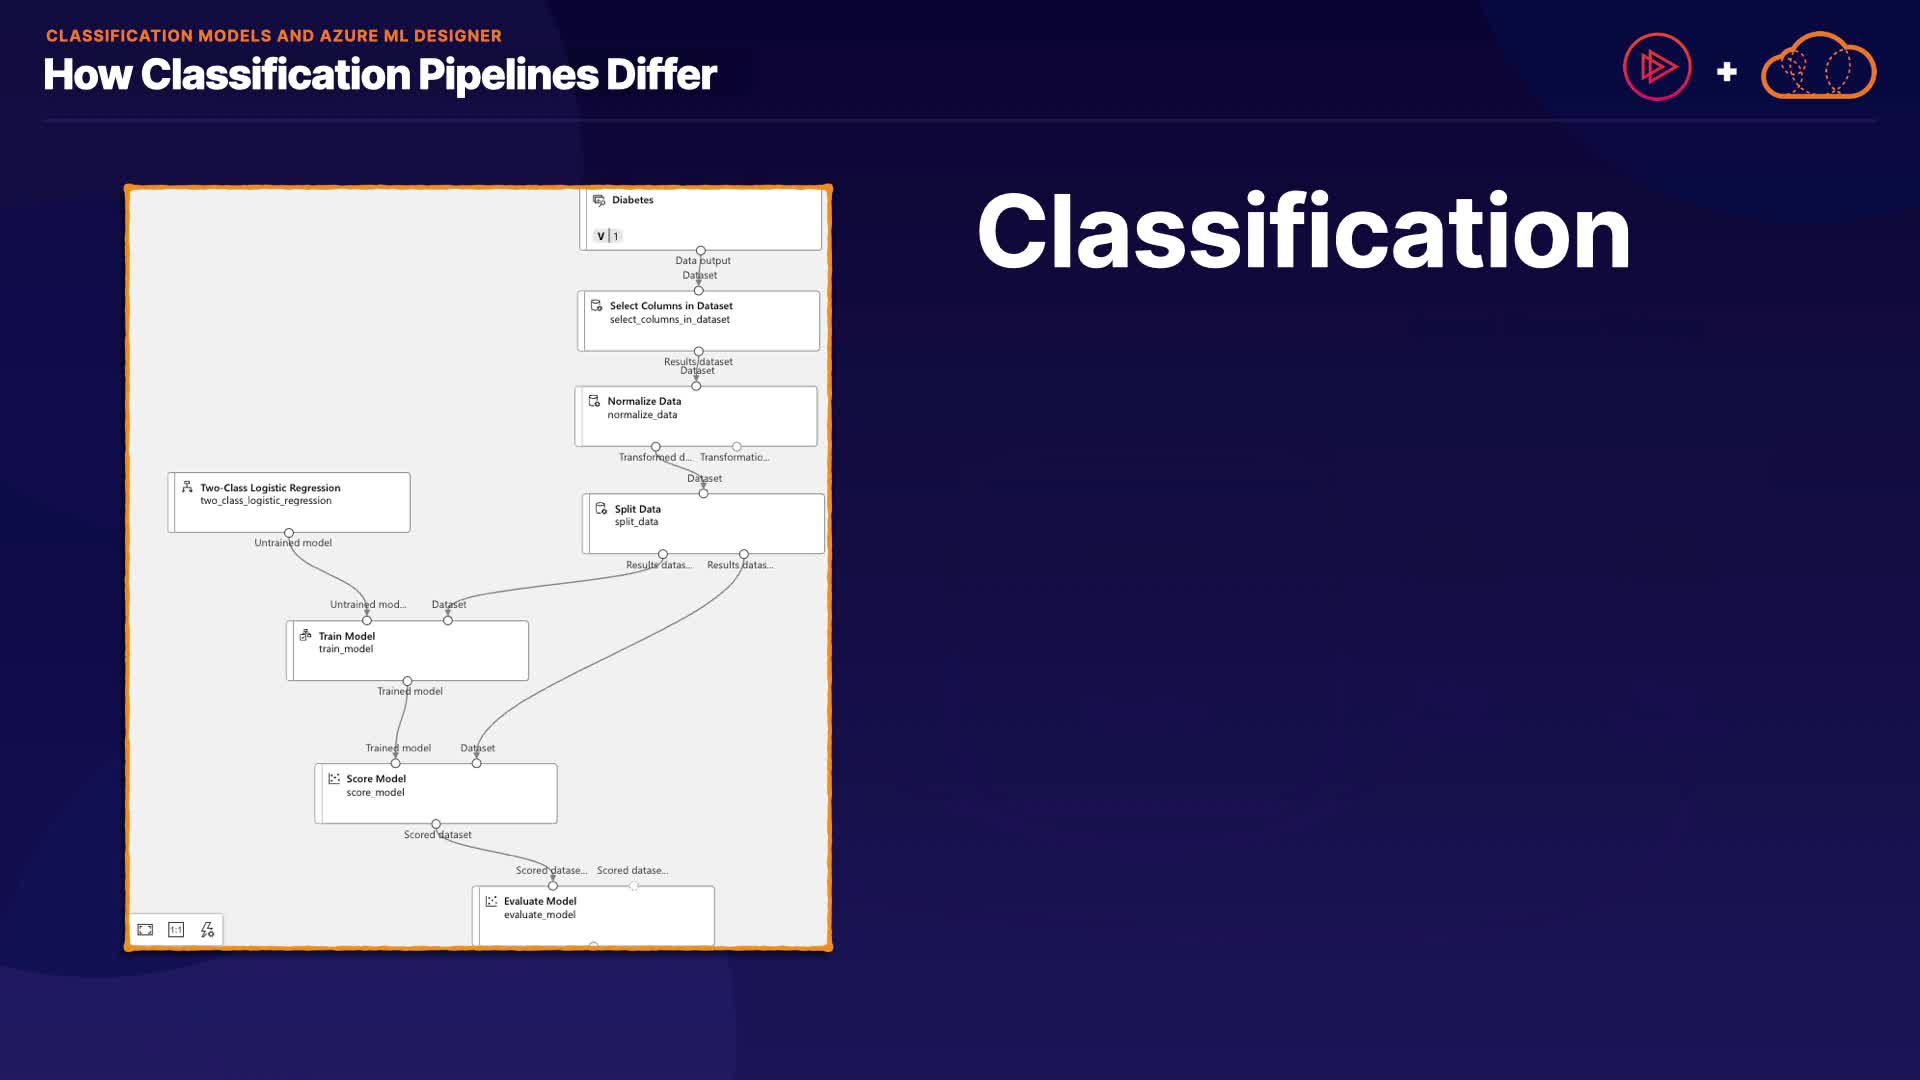 CLASSIFICATION MODELS AND AZURE ML DESIGNER
How Classification Pipelines Differ
Classification
Diabetes
V | 1
Data output
Dataset
Select Columns in Dataset
select_columns_in_dataset
Results dataset
Dataset
Normalize Data
normalize_data
Transformed d... Transformatio...
Dataset
Two-Class Logistic Regression
two_class_logistic_regression
Untrained model
Split Data
split_data
Results datas... Results datas...
Untrained mod... Dataset
Train Model
train_model
Trained model
Trained model Dataset
Score Model
score_model
Scored dataset
Scored datase... Scored datase...
Evaluate Model
evaluate_model
1:1